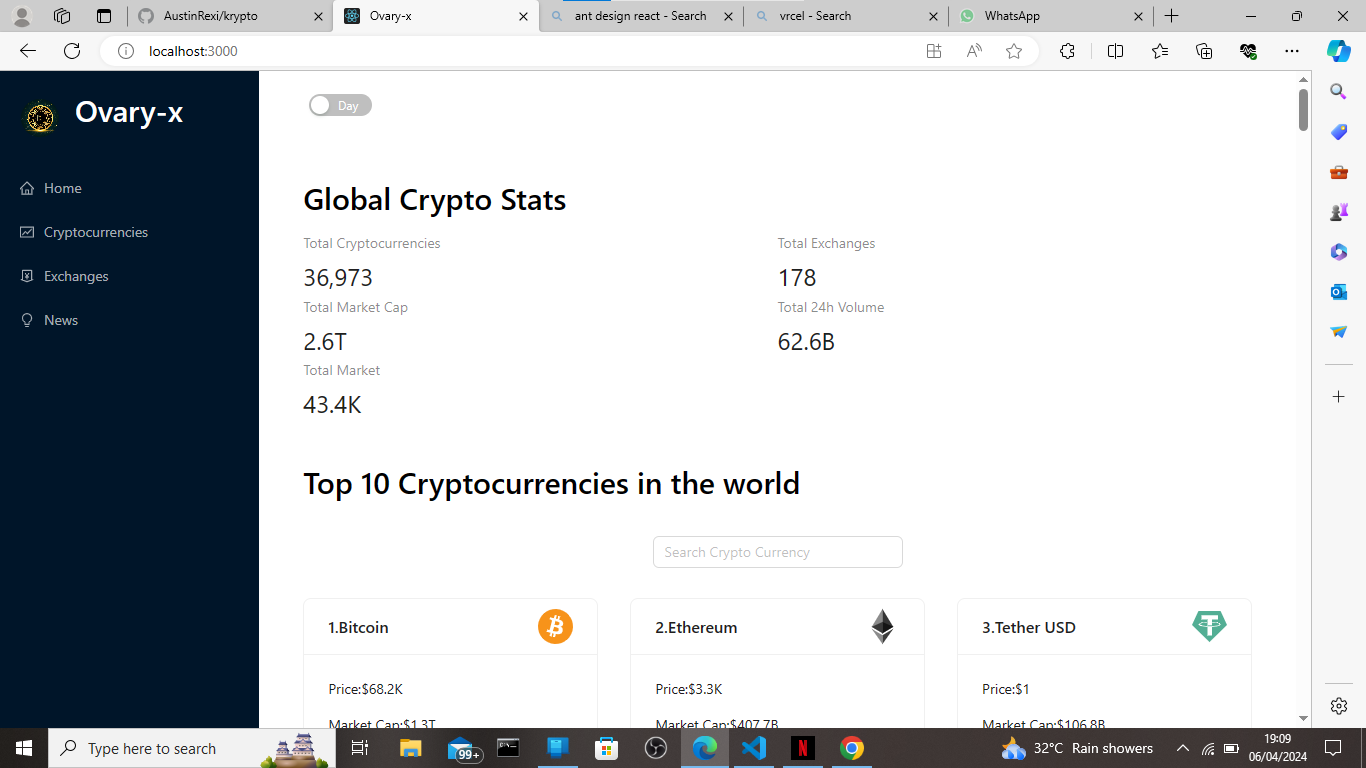 AustinRexi/krypto
Ovary-x
ant design react - Search
vrcel - Search
WhatsApp
localhost:3000
Ovary-x
Home
Cryptocurrencies
Exchanges
News
Day
Global Crypto Stats
Total Cryptocurrencies
Total Exchanges
36,973
178
Total Market Cap
Total 24h Volume
2.6T
62.6B
Total Market
43.4K
Top 10 Cryptocurrencies in the world
Search Crypto Currency
1.Bitcoin
2.Ethereum
3.Tether USD
Price:$68.2K
Price:$3.3K
Price:$1
Market Cap:$1.3T
Market Cap:$407.7B
Market Cap:$106.8B
Type here to search
99+
32°C Rain showers
19:09
06/04/2024